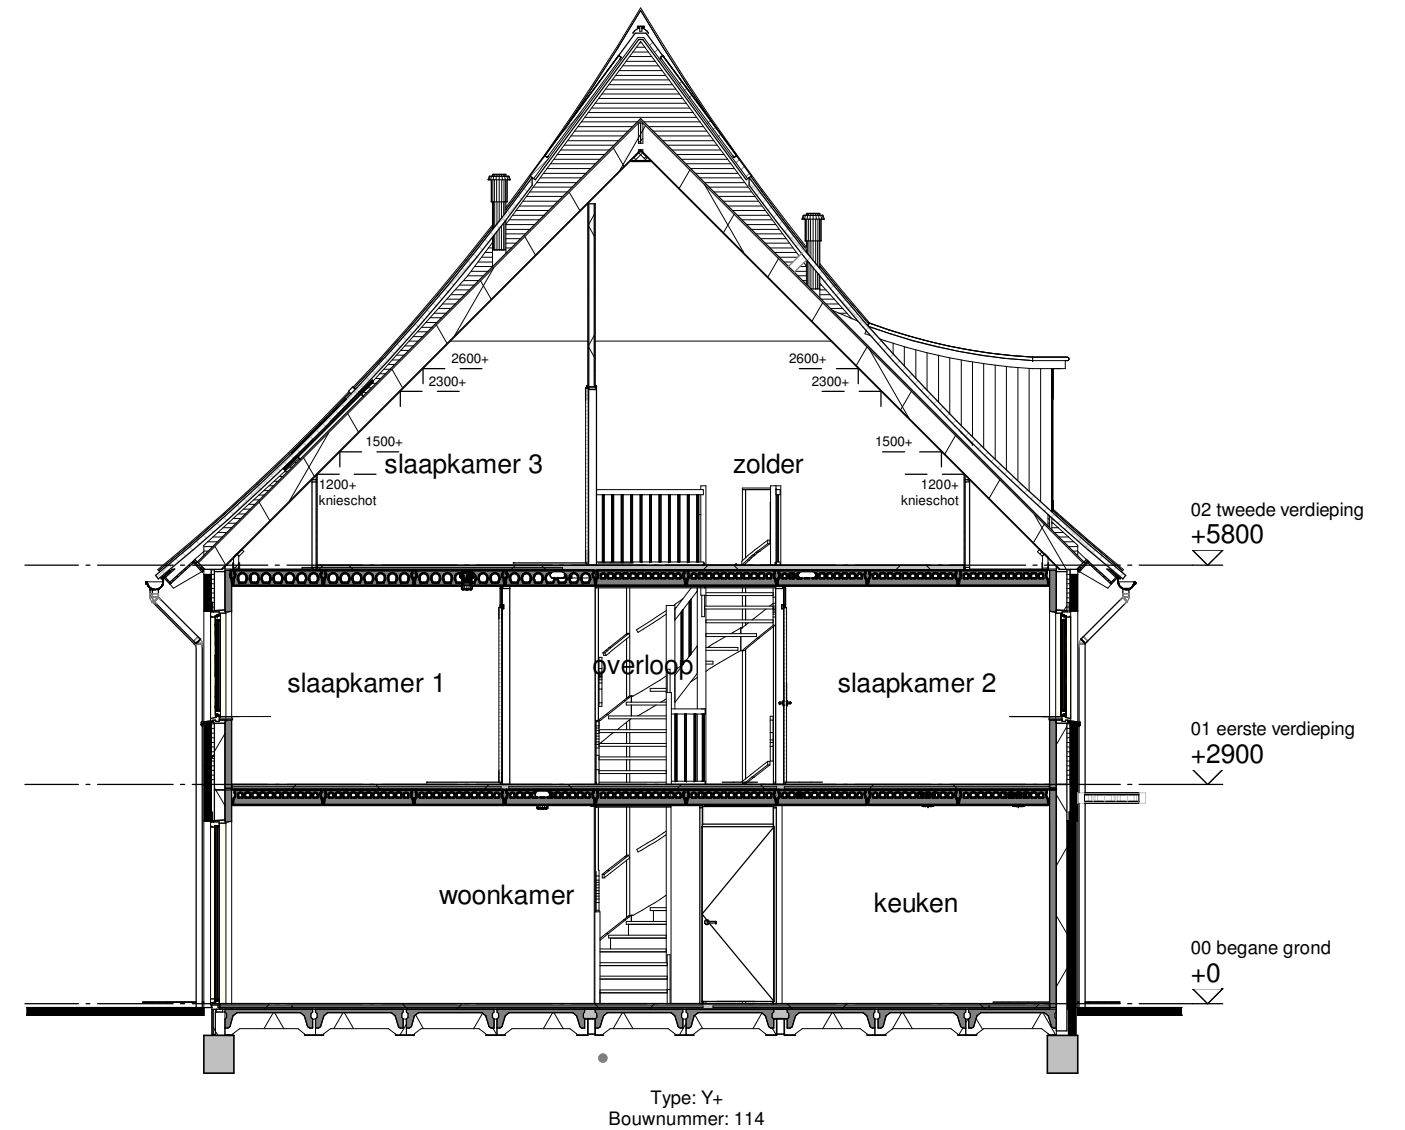 2600+
2600+
2300+
2300+
1500+
1500+
slaapkamer 3
zolder
1200+
knieschot
1200+
knieschot
02 tweede verdieping
+5800
overloop
slaapkamer 1
slaapkamer 2
01 eerste verdieping
+2900
woonkamer
keuken
00 begane grond
+0
Type: Y+
Bouwnummer: 114